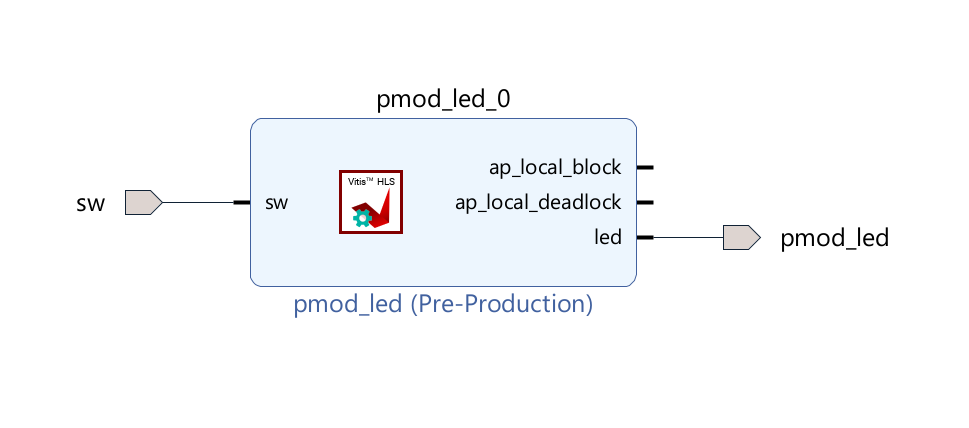 pmod_led_0
Vitis™ HLS
ap_local_block
sw
sw
ap_local_deadlock
led
pmod_led
pmod_led (Pre-Production)